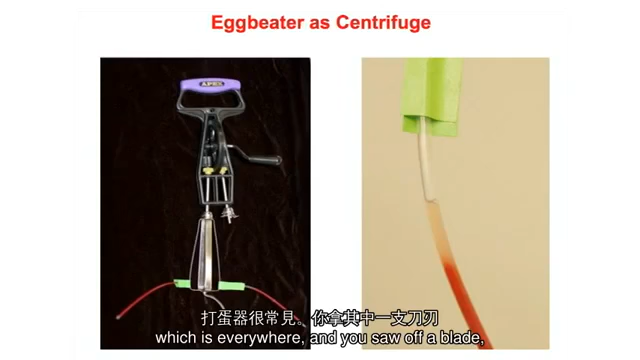 Eggbeater as Centrifuge
APEX
打蛋器很常見。你拿其中一支刀刃
which is everywhere, and you saw off a blade,